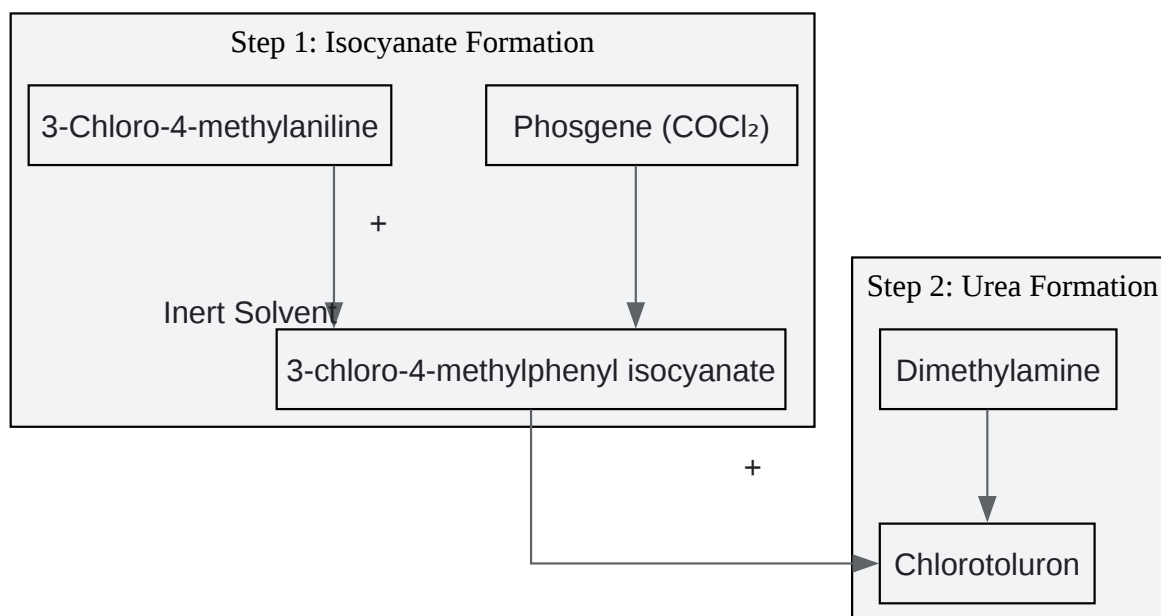 Step 1: Isocyanate Formation
3-Chloro-4-methylaniline
Phosgene (COCl₂)
+
Inert Solvent
3-chloro-4-methylphenyl isocyanate
Step 2: Urea Formation
Dimethylamine
+
Chlorotoluron